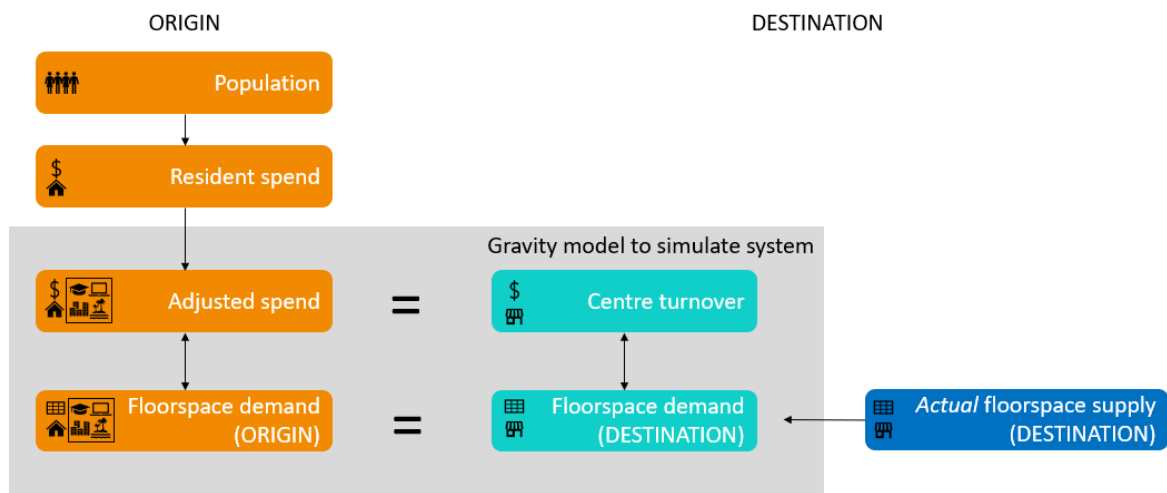 ORIGIN
DESTINATION
Population
$
Resident spend
Gravity model to simulate system
$
Adjusted spend
=
$
Centre turnover
Floorspace demand
(ORIGIN)
=
Floorspace demand
(DESTINATION)
Actual floorspace supply
(DESTINATION)